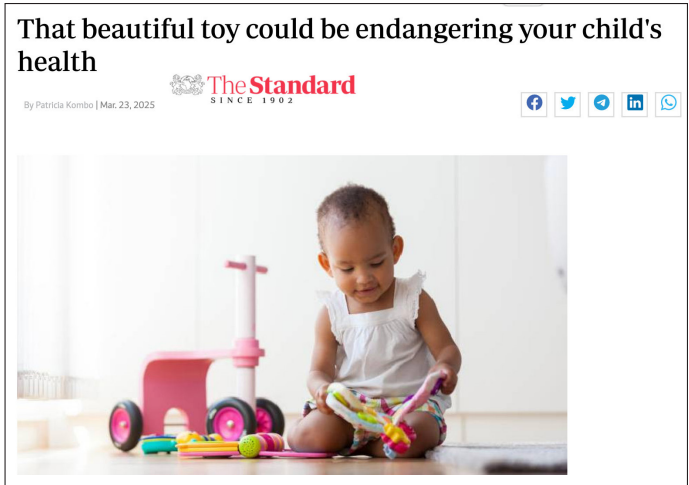 That beautiful toy could be endangering your child's
health
The Standard
SINCE 1902
By Patricia Kombo | Mar. 23, 2025